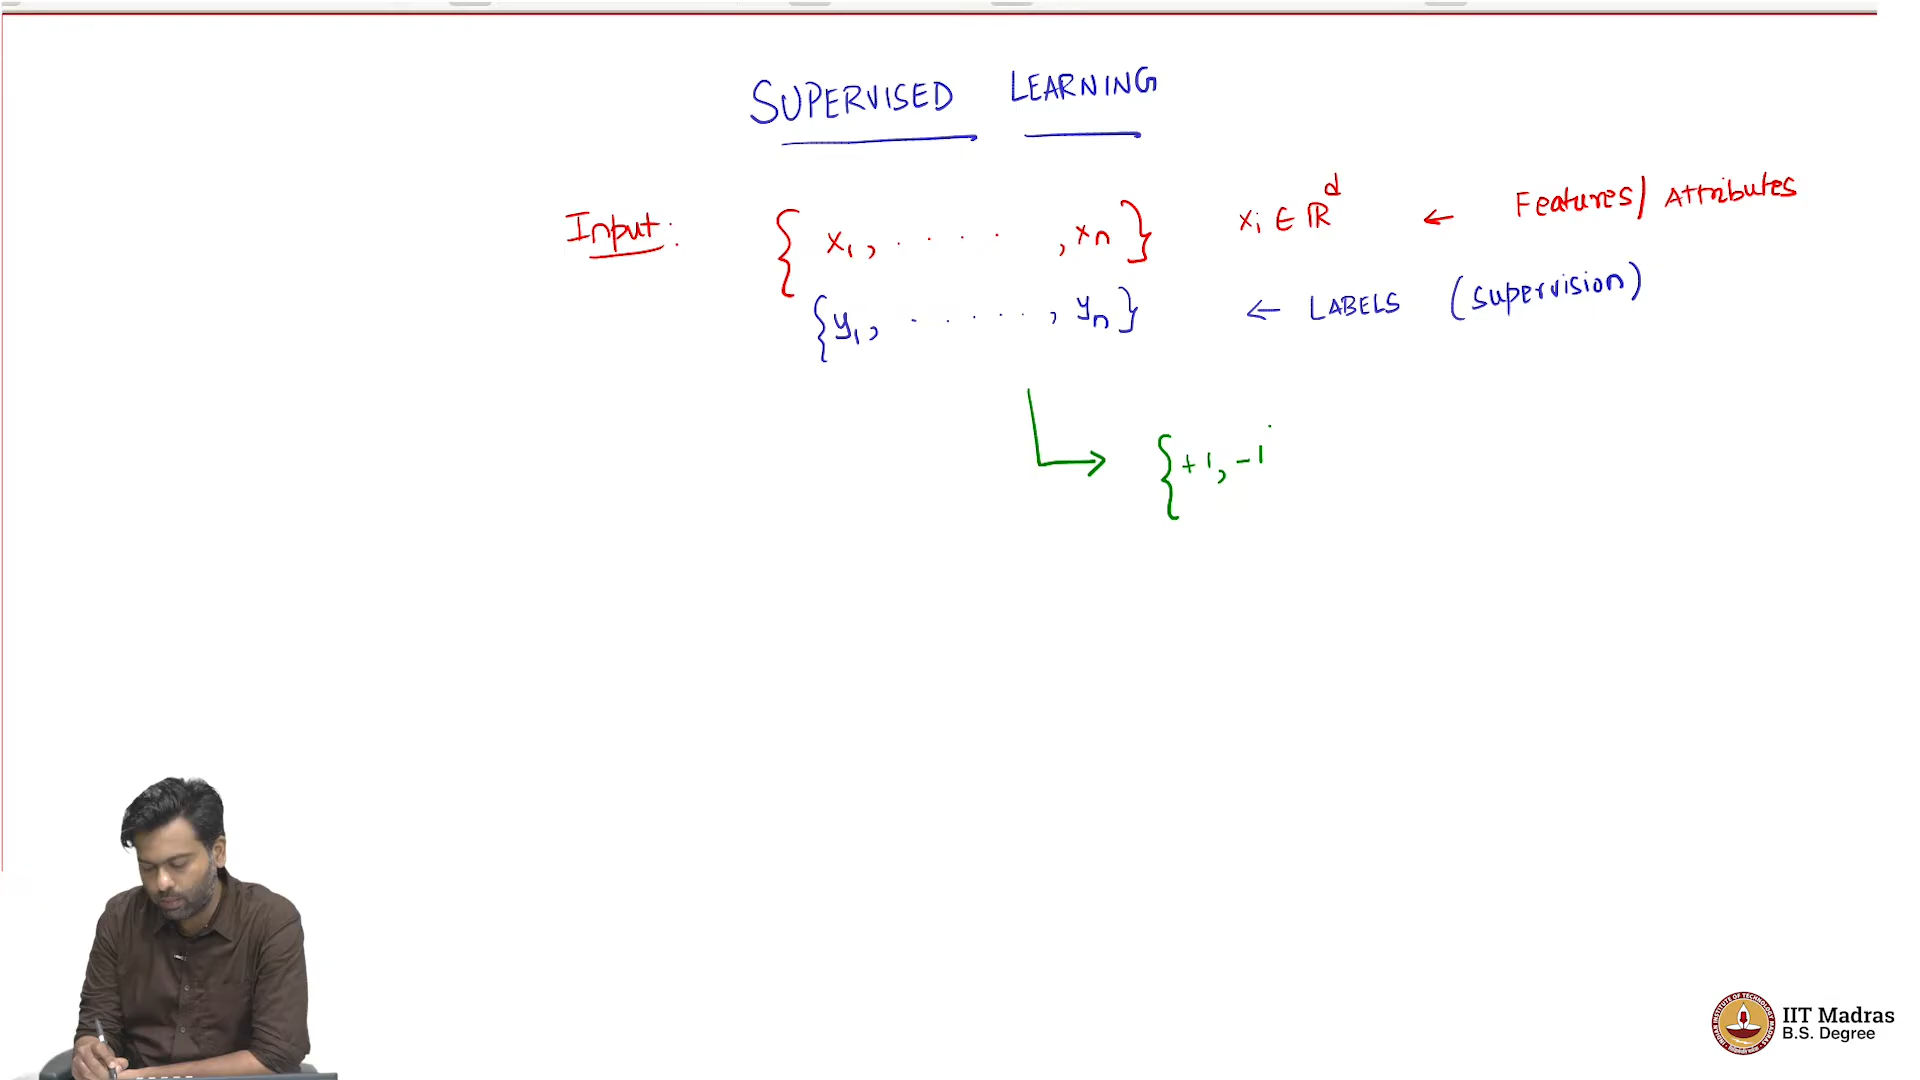 SUPERVISED LEARNING
Input: { x₁, . . . . , xₙ } xᵢ ∈ ℝᵈ ← Features/ Attributes
{y₁, . . . . . . , yₙ} ← LABELS (supervision)
{+1, -1
IIT Madras
B.S. Degree